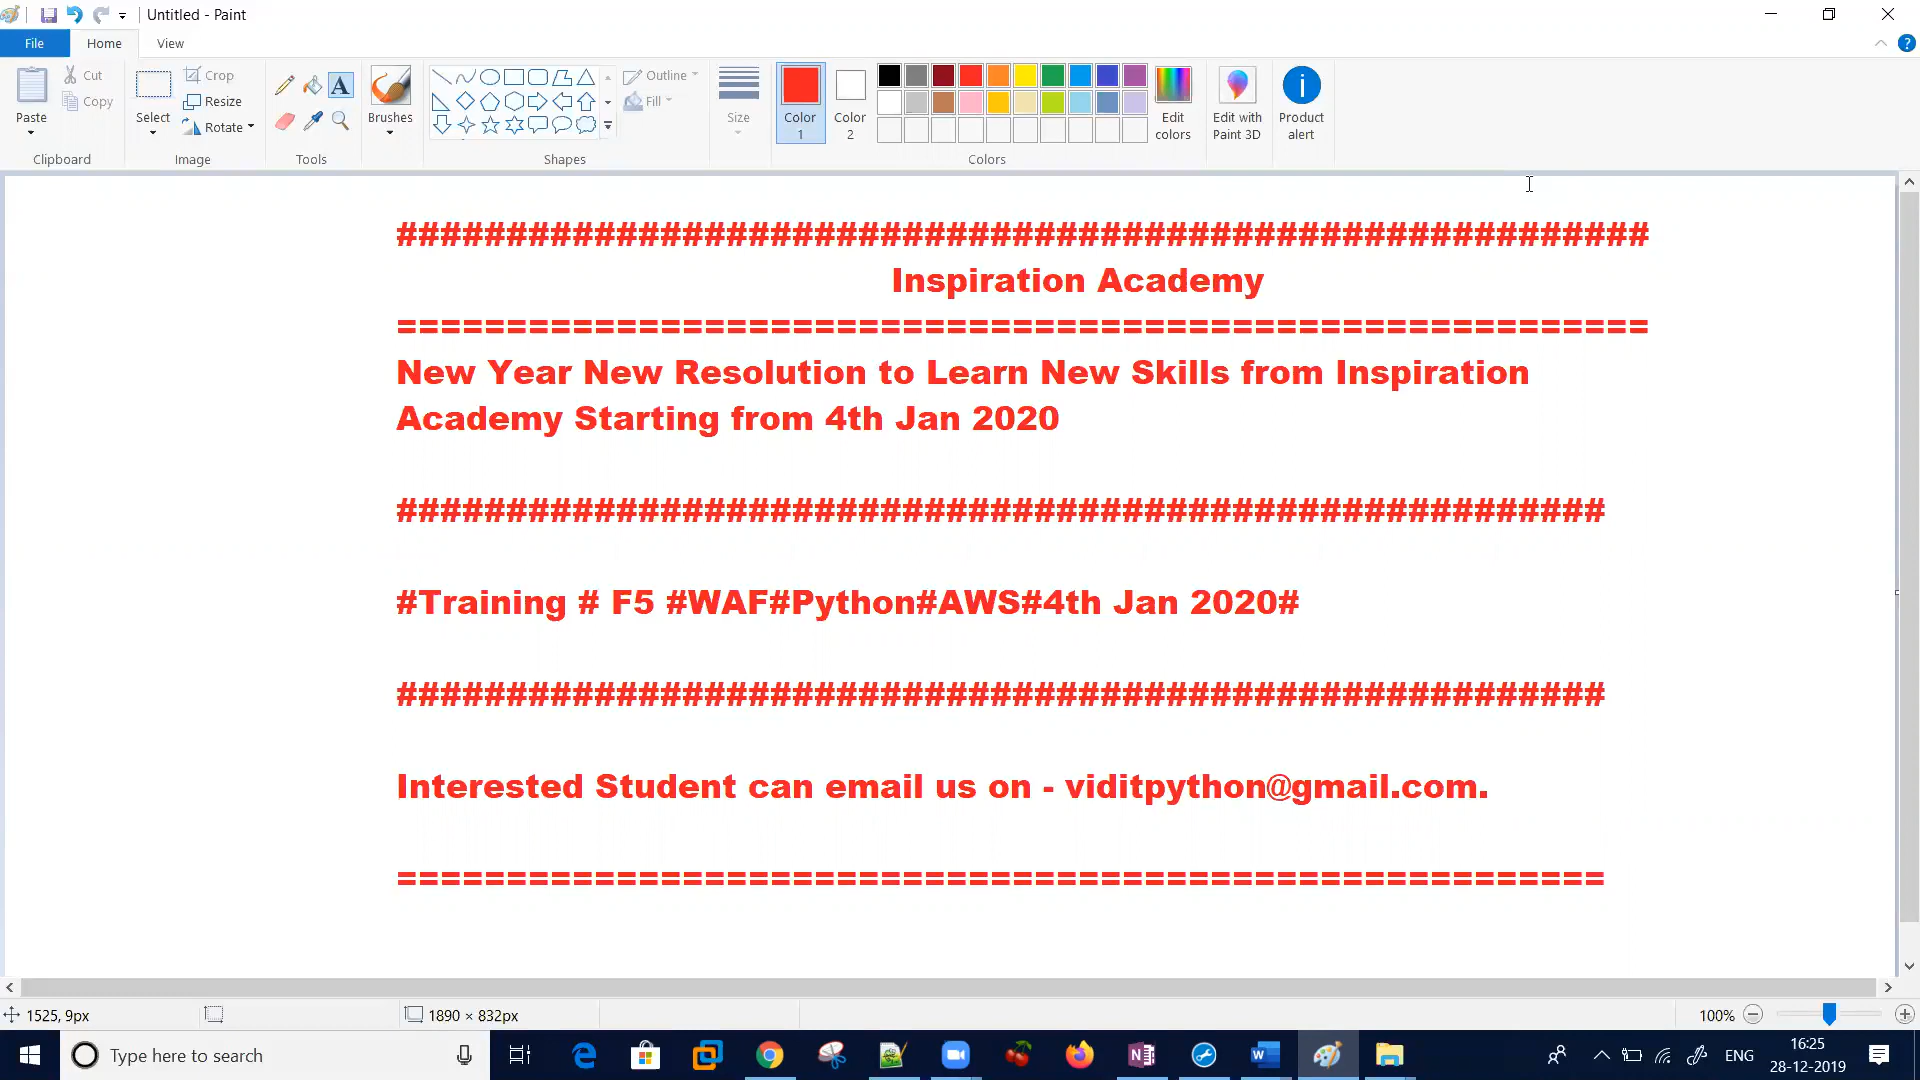 Untitled - Paint
File Home View
Paste Cut Copy Clipboard
Select Crop Resize Rotate Image
Tools
Brushes
Outline Fill Shapes
Size
Color 1 Color 2 Colors
Edit colors
Edit with Paint 3D
Product alert
#########################################################
Inspiration Academy
=========================================================
New Year New Resolution to Learn New Skills from Inspiration
Academy Starting from 4th Jan 2020
#######################################################
#Training # F5 #WAF#Python#AWS#4th Jan 2020#
#######################################################
Interested Student can email us on - viditpython@gmail.com.
=======================================================
1525, 9px 1890 × 832px 100%
Type here to search
ENG 16:25
28-12-2019